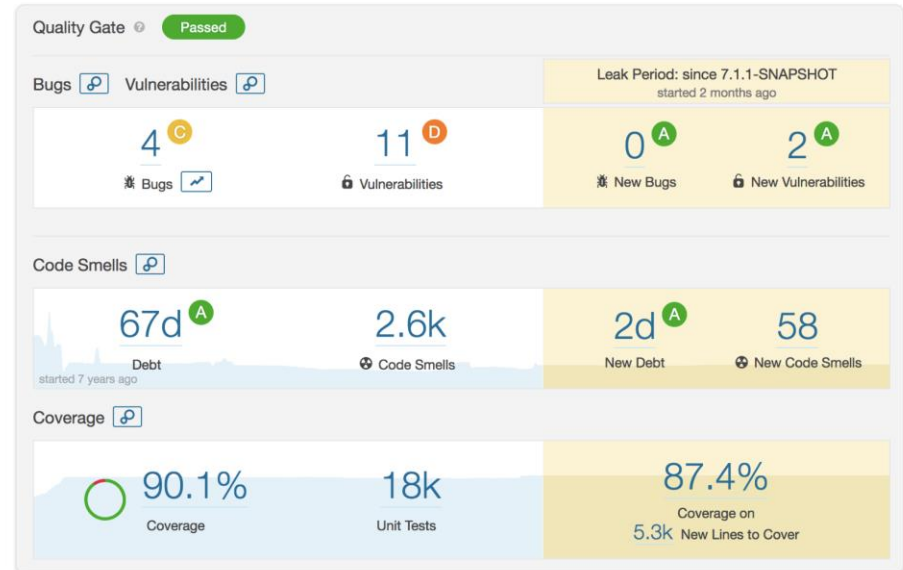 Quality Gate Passed
Bugs Vulnerabilities
Leak Period: since 7.1.1-SNAPSHOT
started 2 months ago
4 C 11 D 0 A 2 A
Bugs Vulnerabilities New Bugs New Vulnerabilities
Code Smells
67d A 2.6k 2d A 58
Debt Code Smells New Debt New Code Smells
started 7 years ago
Coverage
90.1% 18k 87.4%
Coverage Unit Tests Coverage on
5.3k New Lines to Cover